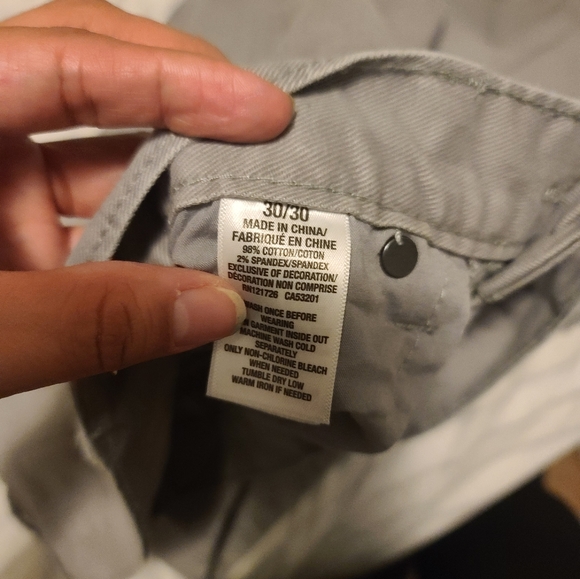 30/30
MADE IN CHINA/
FABRIQUÉ EN CHINE
98% COTTON/COTON
2% SPANDEX/SPANDEX
EXCLUSIVE OF DECORATION/
DÉCORATION NON COMPRISE
RN121726 CA53201
ONCE BEFORE
WEARING
GARMENT INSIDE OUT
MACHINE WASH COLD
SEPARATELY
ONLY NON-CHLORINE BLEACH
WHEN NEEDED
TUMBLE DRY LOW
WARM IRON IF NEEDED